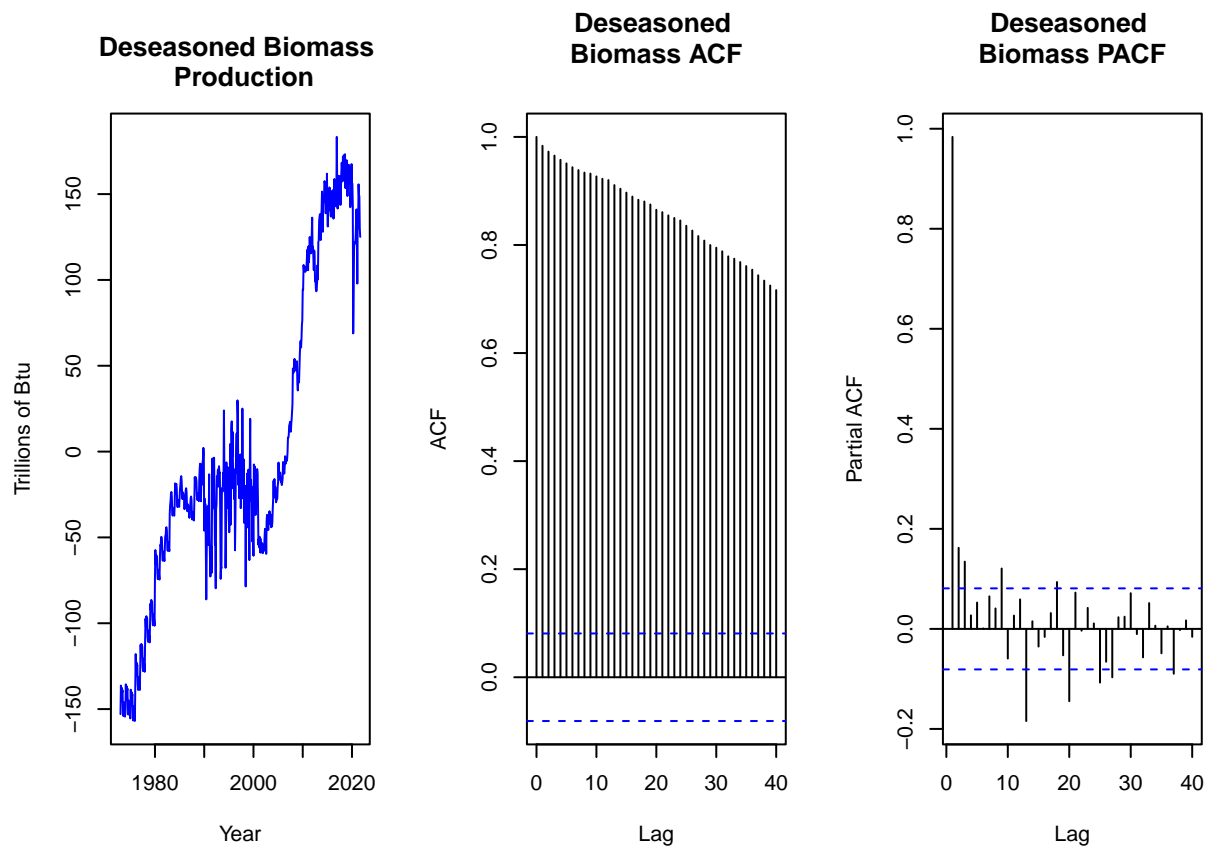 Deseasoned Biomass
Production
Trillions of Btu
150
100
50
0
−50
−100
−150
1980
2000
2020
Year
Deseasoned
Biomass ACF
ACF
1.0
0.8
0.6
0.4
0.2
0.0
0
10
20
30
40
Lag
Deseasoned
Biomass PACF
Partial ACF
1.0
0.8
0.6
0.4
0.2
0.0
−0.2
0
10
20
30
40
Lag